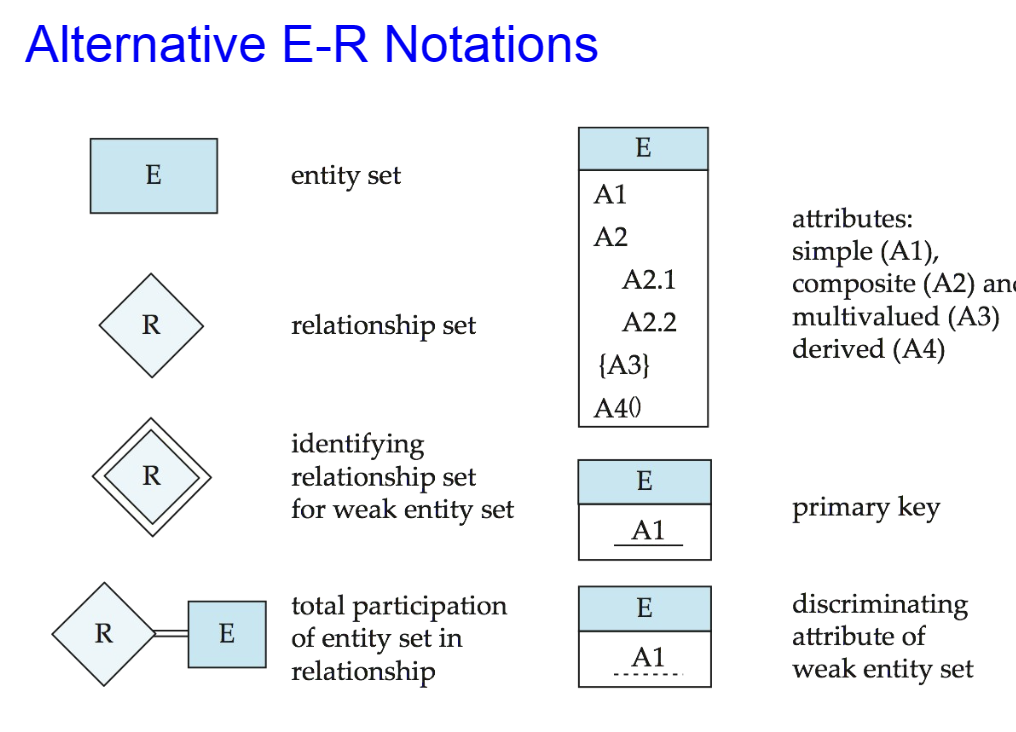 Alternative E-R Notations
E
entity set
R
relationship set
R
identifying
relationship set
for weak entity set
R
E
total participation
of entity set in
relationship
E
A1
A2
A2.1
A2.2
{A3}
A4()
attributes:
simple (A1),
composite (A2) and
multivalued (A3)
derived (A4)
E
A1
primary key
E
A1
discriminating
attribute of
weak entity set